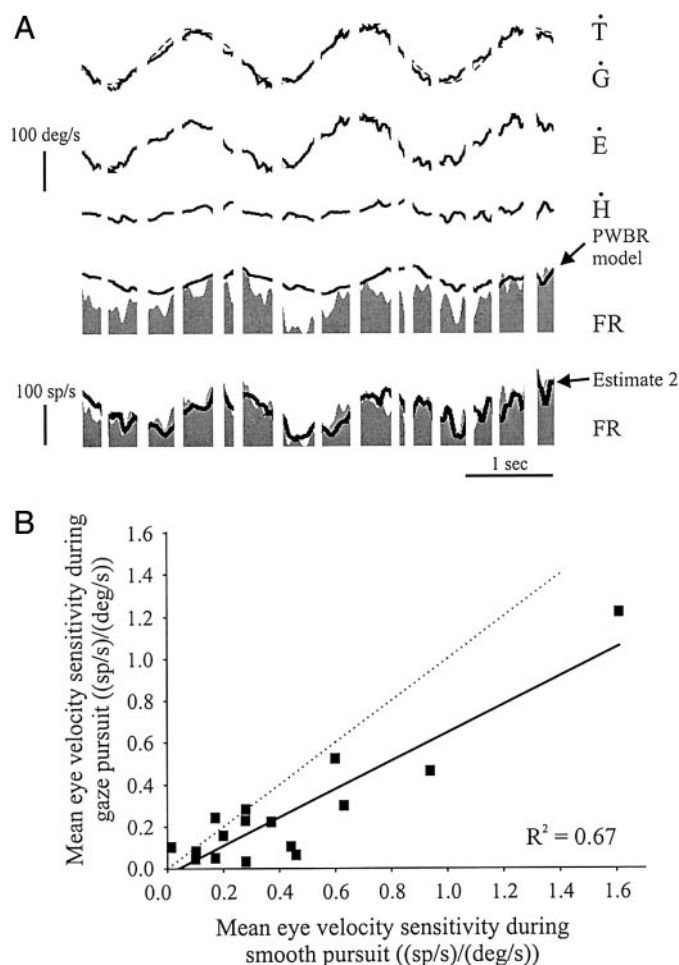 A
Ṫ
Ġ
100 deg/s
Ė
Ḣ
PWBR
model
FR
100 sp/s
Estimate 2
FR
1 sec
B
Mean eye velocity sensitivity during
gaze pursuit ((sp/s)/(deg/s))
1.6
1.4
1.2
1.0
0.8
0.6
0.4
0.2
0.0
R² = 0.67
0.0 0.2 0.4 0.6 0.8 1.0 1.2 1.4 1.6
Mean eye velocity sensitivity during
smooth pursuit ((sp/s)/(deg/s))